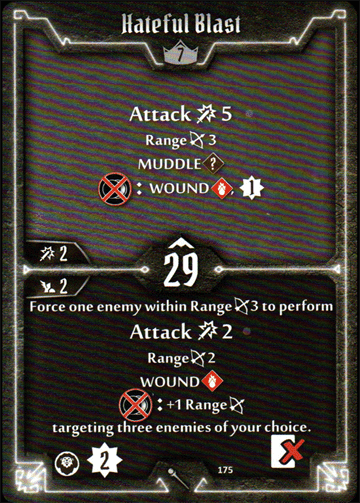 Hateful Blast
7
Attack 5
Range 3
MUDDLE ?
: WOUND , 1
2
29
2
Force one enemy within Range 3 to perform
Attack 2
Range 2
WOUND
: +1 Range
targeting three enemies of your choice.
2
175